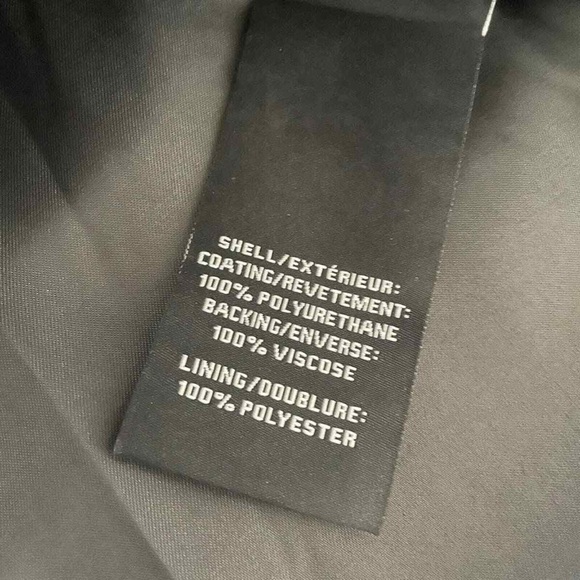 SHELL/EXTÉRIEUR:
COATING/REVETEMENT:
100% POLYURETHANE
BACKING/ENVERSE:
100% VISCOSE
LINING/DOUBLURE:
100% POLYESTER